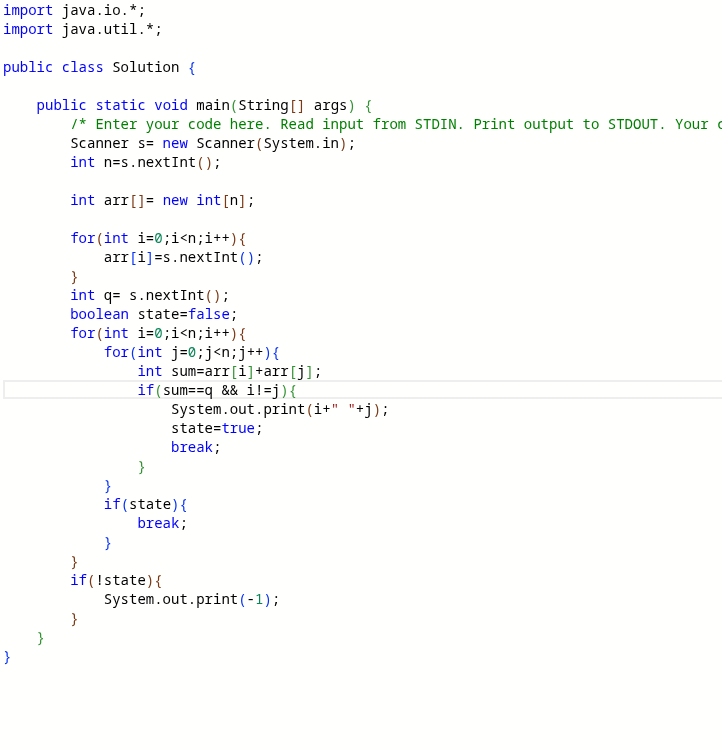 import java.io.*;
import java.util.*;
public class Solution {
public static void main(String[] args) {
/* Enter your code here. Read input from STDIN. Print output to STDOUT. Your
Scanner s= new Scanner(System.in);
int n=s.nextInt();
int arr[]= new int[n];
for(int i=0;i<n;i++){
arr[i]=s.nextInt();
}
int q= s.nextInt();
boolean state=false;
for(int i=0;i<n;i++){
for(int j=0;j<n;j++){
int sum=arr[i]+arr[j];
if(sum==q && i!=j){
System.out.print(i+" "+j);
state=true;
break;
}
}
if(state){
break;
}
}
if(!state){
System.out.print(-1);
}
}
}